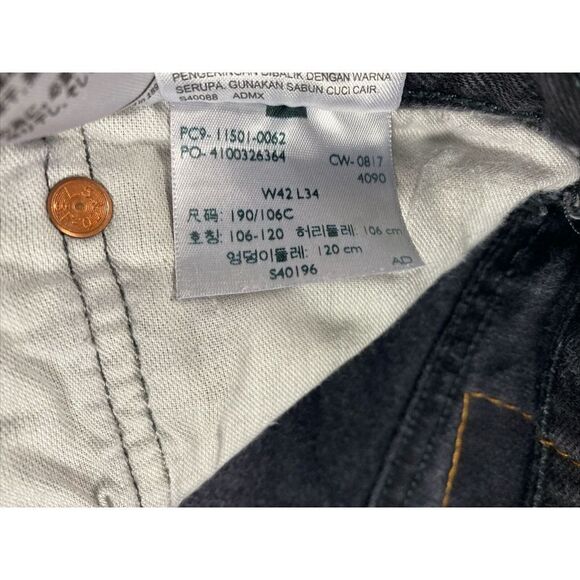 PENGERINGAN DIBALIK DENGAN WARNA
SERUPA. GUNAKAN SABUN CUCI CAIR.
S40088 ADMX
PC9-11501-0062
PO-4100326364 CW-0817
4090
W42 L34
尺码: 190/106C
호칭: 106-120 허리둘레: 106 cm
엉덩이둘레: 120 cm
S40196 AD